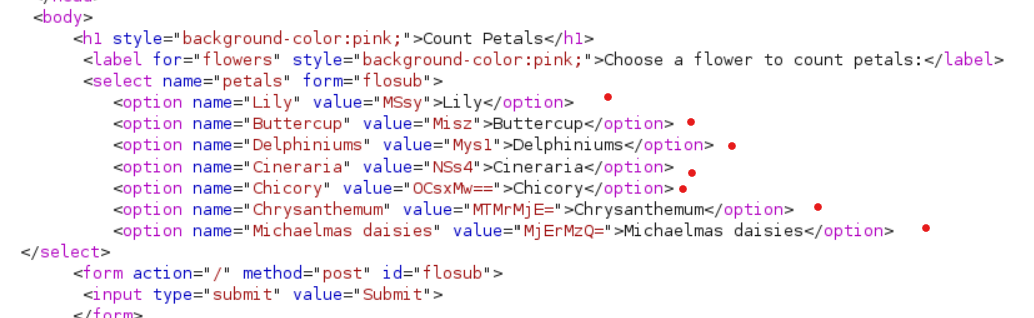 </head>
<body>
<h1 style="background-color:pink;">Count Petals</h1>
<label for="flowers" style="background-color:pink;">Choose a flower to count petals:</label>
<select name="petals" form="flosub">
<option name="Lily" value="MSsy">Lily</option>
<option name="Buttercup" value="Misz">Buttercup</option>
<option name="Delphiniums" value="Mys1">Delphiniums</option>
<option name="Cineraria" value="NSs4">Cineraria</option>
<option name="Chicory" value="OCsxMw==">Chicory</option>
<option name="Chrysanthemum" value="MTMrMjE=">Chrysanthemum</option>
<option name="Michaelmas daisies" value="MjErMzQ=">Michaelmas daisies</option>
</select>
<form action="/" method="post" id="flosub">
<input type="submit" value="Submit">
</form>